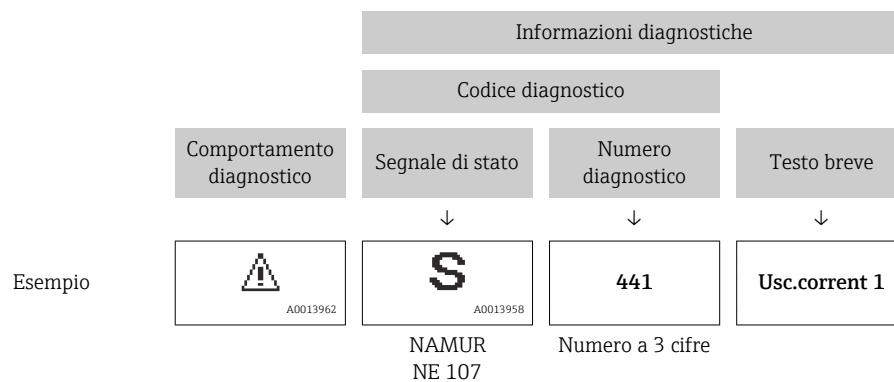 Informazioni diagnostiche
Codice diagnostico
Comportamento
diagnostico
Segnale di stato
Numero
diagnostico
Testo breve
↓ ↓ ↓
Esempio
A0013962
S
A0013958
441
Usc.corrent 1
NAMUR
NE 107
Numero a 3 cifre